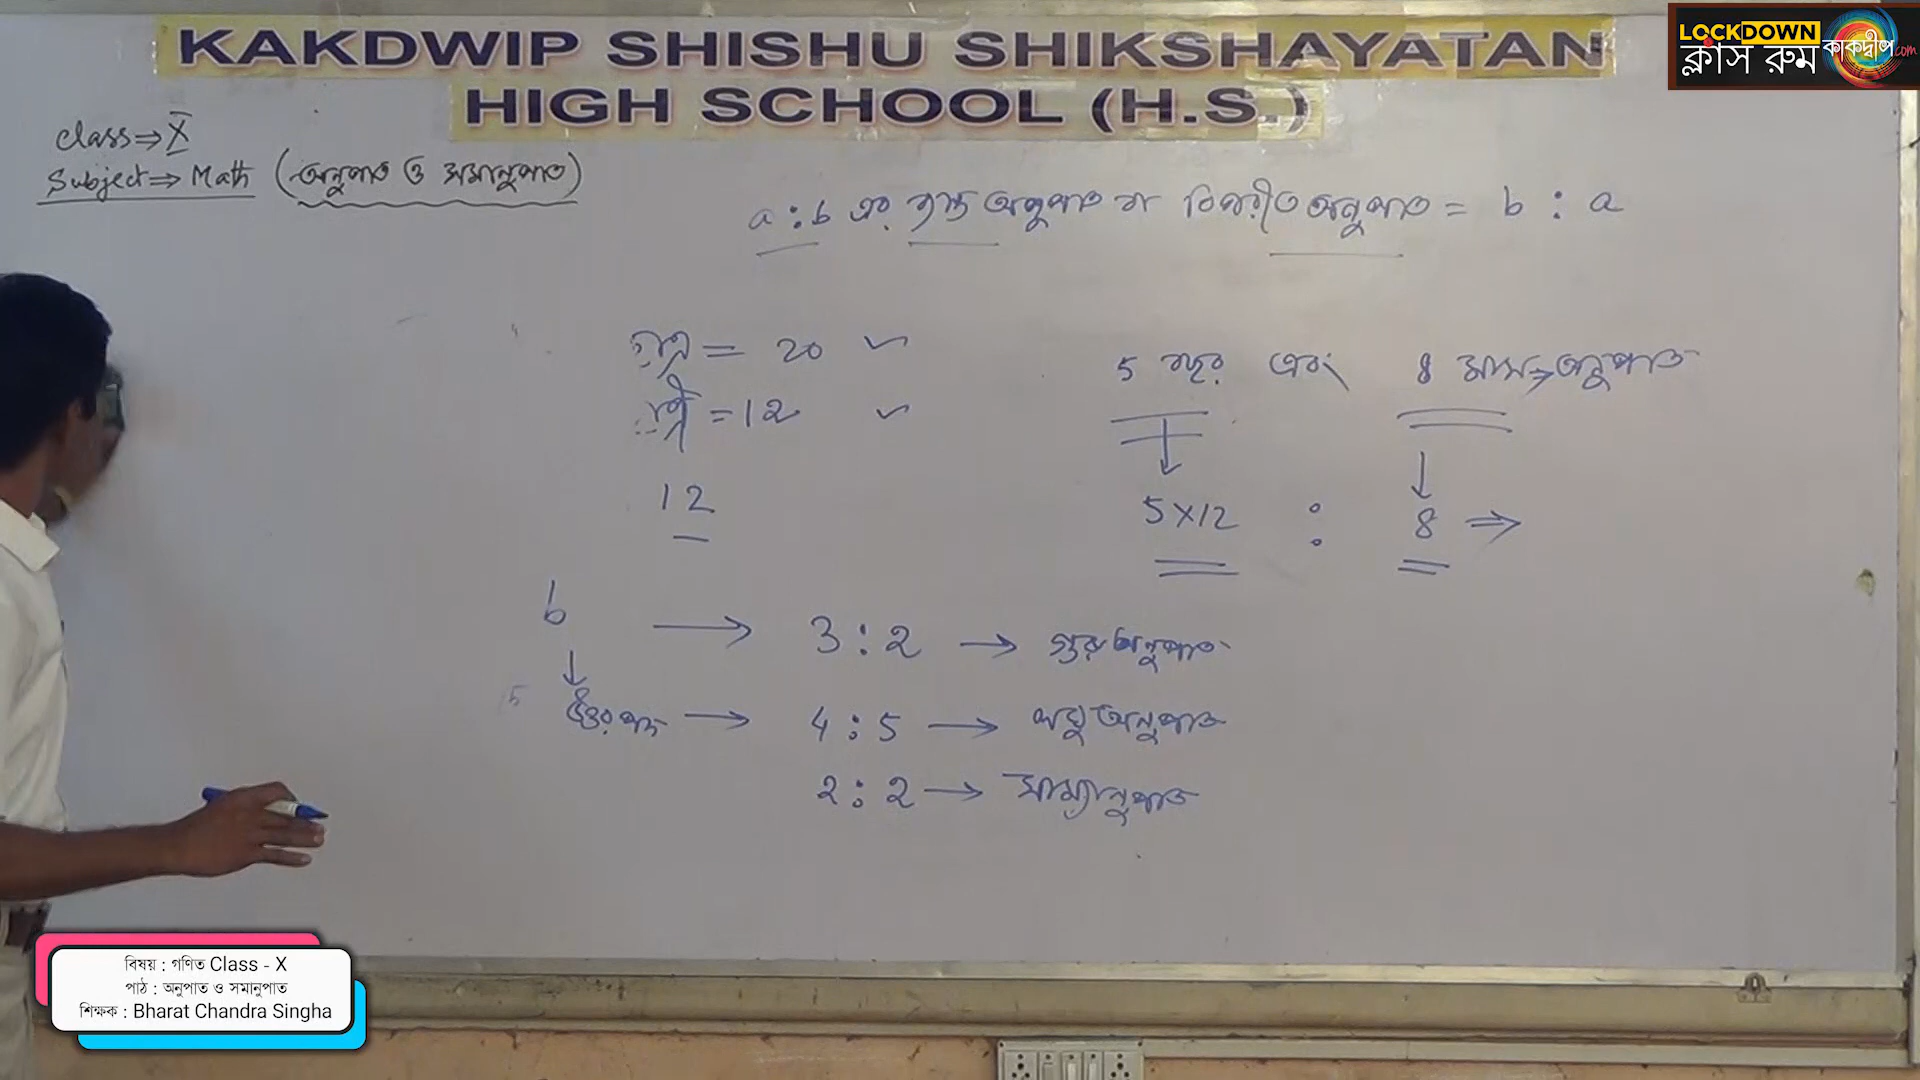 KAKDWIP SHISHU SHIKSHAYATAN
HIGH SCHOOL (H.S.)
LOCKDOWN
ক্লাস রুম কাকদ্বীপ.com
Class ⇒ X
Subject ⇒ Math (অনুপাত ও সমানুপাত)
a : b এর ব্যস্ত অনুপাত বা বিপরীত অনুপাত = b : a
= 20
= 12
12
5 বছর এবং 8 মাস ⇒ অনুপাত
5×12 : 8 ⇒
b → 3 : 2 → গুরু অনুপাত
↓
উত্তর পদ → 4 : 5 → লঘু অনুপাত
2 : 2 → সাম্যানুপাত
বিষয় : গণিত Class - X
পাঠ : অনুপাত ও সমানুপাত
শিক্ষক : Bharat Chandra Singha